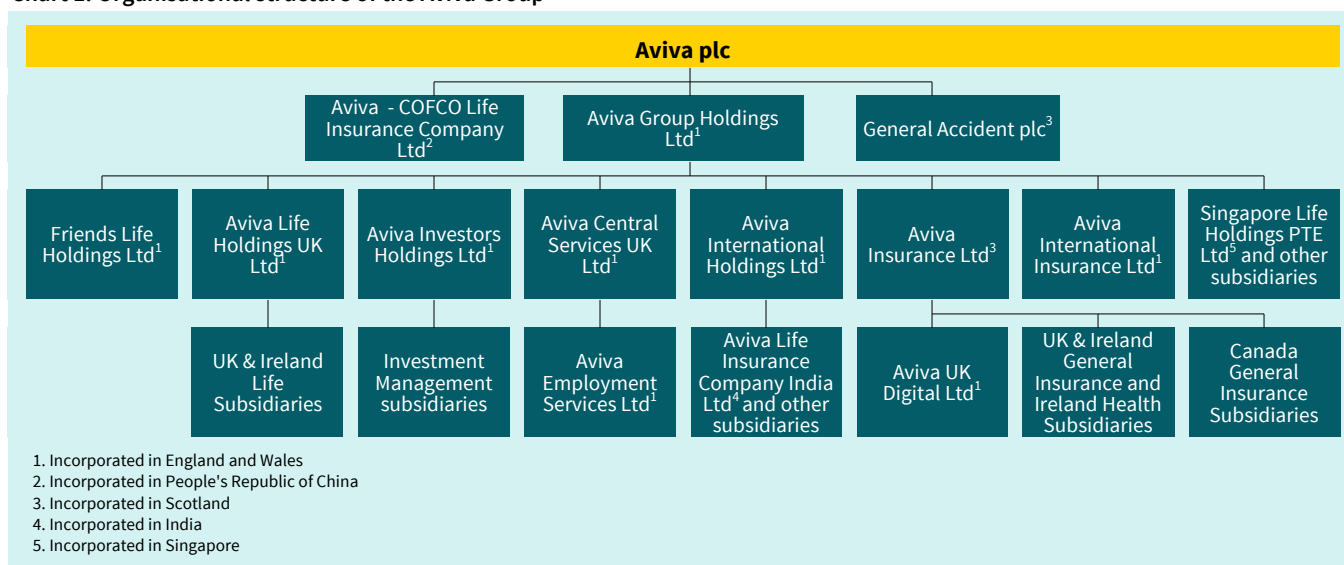 Aviva plc
Aviva - COFCO Life
Insurance Company
Ltd2
Aviva Group Holdings
Ltd1
General Accident plc3
Friends Life
Holdings Ltd1
Aviva Life
Holdings UK
Ltd1
Aviva Investors
Holdings Ltd1
Aviva Central
Services UK
Ltd1
Aviva
International
Holdings Ltd1
Aviva
Insurance Ltd3
Aviva
International
Insurance Ltd1
Singapore Life
Holdings PTE
Ltd5 and other
subsidiaries
UK & Ireland
Life
Subsidiaries
Investment
Management
subsidiaries
Aviva
Employment
Services Ltd1
Aviva Life
Insurance
Company India
Ltd4 and other
subsidiaries
Aviva UK
Digital Ltd1
UK & Ireland
General
Insurance and
Ireland Health
Subsidiaries
Canada
General
Insurance
Subsidiaries
1. Incorporated in England and Wales
2. Incorporated in People's Republic of China
3. Incorporated in Scotland
4. Incorporated in India
5. Incorporated in Singapore